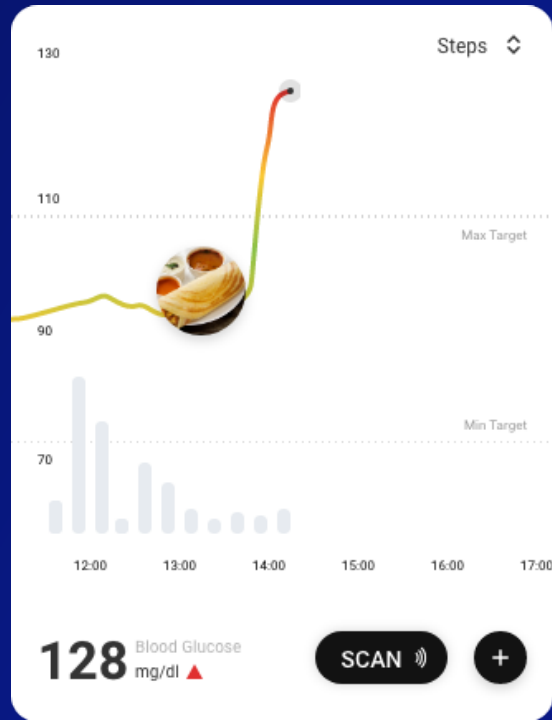 Steps
130
110
Max Target
90
Min Target
70
12:00 13:00 14:00 15:00 16:00 17:00
128 Blood Glucose
mg/dl
SCAN
+